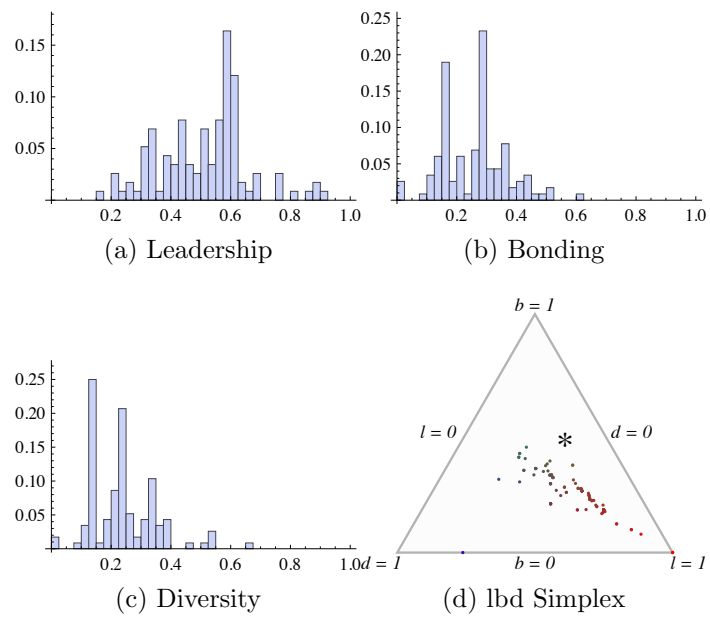 0.15
0.10
0.05
0.2 0.4 0.6 0.8 1.0
(a) Leadership
0.25
0.20
0.15
0.10
0.05
0.2 0.4 0.6 0.8 1.0
(b) Bonding
0.25
0.20
0.15
0.10
0.05
0.2 0.4 0.6 0.8 1.0
(c) Diversity
b = 1
l = 0
*
d = 0
d = 1
b = 0
l = 1
(d) lbd Simplex